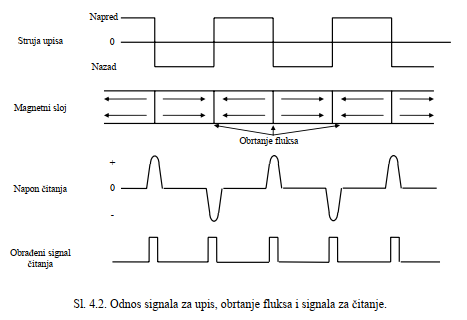 Napred
Struja upisa
0
Nazad
Magnetni sloj
Obrtanje fluksa
+
Napon čitanja
0
-
Obrađeni signal
čitanja
Sl. 4.2. Odnos signala za upis, obrtanje fluksa i signala za čitanje.